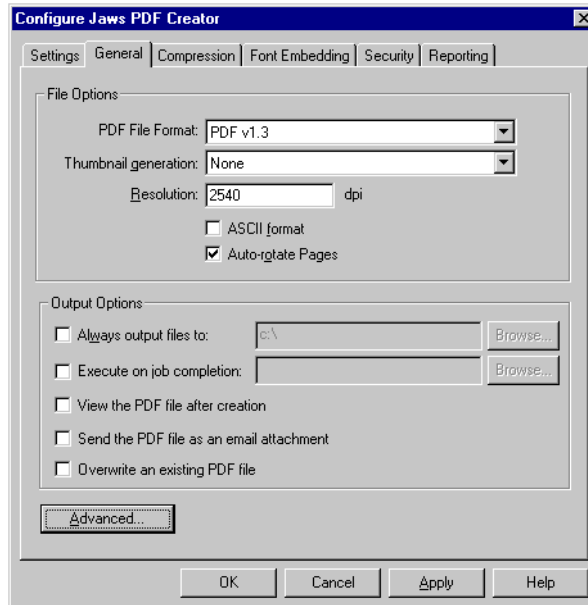 Configure Jaws PDF Creator
Settings General Compression Font Embedding Security Reporting
File Options
PDF File Format: PDF v1.3
Thumbnail generation: None
Resolution: 2540 dpi
ASCII format
Auto-rotate Pages
Output Options
Always output files to: c:\ Browse...
Execute on job completion: Browse...
View the PDF file after creation
Send the PDF file as an email attachment
Overwrite an existing PDF file
Advanced...
OK Cancel Apply Help